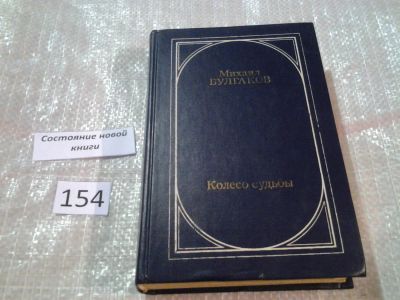 Михаил
БУЛГАКОВ
Колесо судьбы
Состояние новой
книги
154